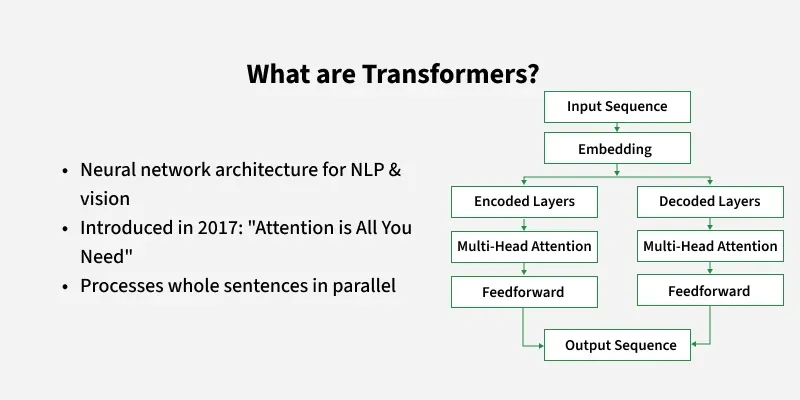 What are Transformers?
• Neural network architecture for NLP &
vision
• Introduced in 2017: "Attention is All You
Need"
• Processes whole sentences in parallel
Input Sequence
Embedding
Encoded Layers
Decoded Layers
Multi-Head Attention
Multi-Head Attention
Feedforward
Feedforward
Output Sequence